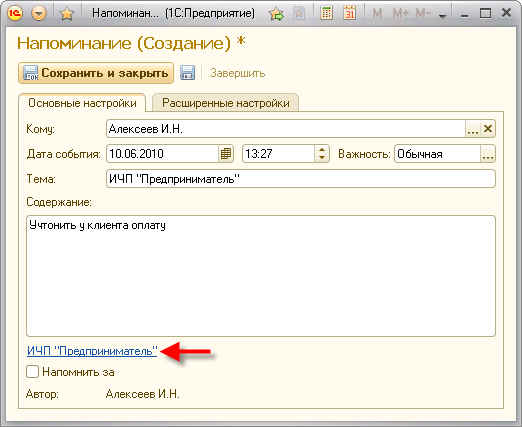 Напоминан... (1С:Предприятие)
M M+ M-
Напоминание (Создание) *
Сохранить и закрыть Завершить
Основные настройки Расширенные настройки
Кому: Алексеев И.Н.
Дата события: 10.06.2010 13:27 Важность: Обычная
Тема: ИЧП "Предприниматель"
Содержание:
Учтонить у клиента оплату
ИЧП "Предприниматель"
Напомнить за
Автор: Алексеев И.Н.